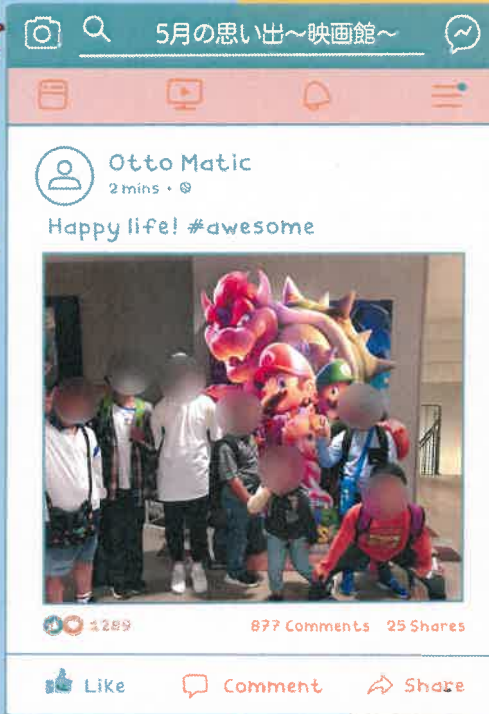 5月の思い出～映画館～
Otto Matic
2 mins
Happy life! #awesome
1289
877 Comments 25 Shares
Like Comment Share